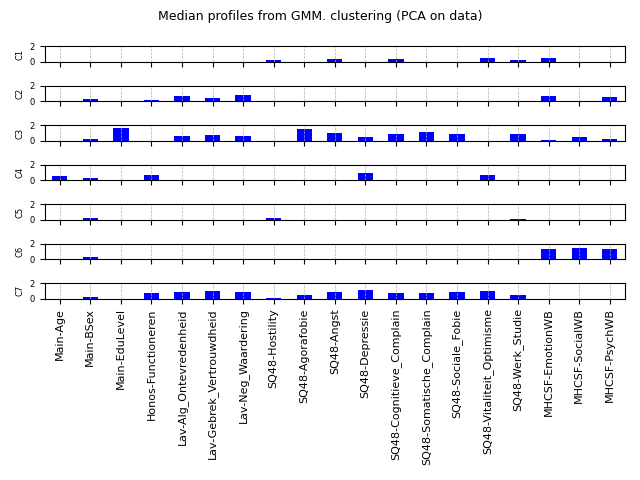 Median profiles from GMM. clustering (PCA on data)
C1
2
0
C2
2
0
C3
2
0
C4
2
0
C5
2
0
C6
2
0
C7
2
0
Main-Age
Main-BSex
Main-EduLevel
Honos-Functioneren
Lav-Alg_Ontevredenheid
Lav-Gebrek_Vertrouwdheid
Lav-Neg_Waardering
SQ48-Hostility
SQ48-Agorafobie
SQ48-Angst
SQ48-Depressie
SQ48-Cognitieve_Complain
SQ48-Somatische_Complain
SQ48-Sociale_Fobie
SQ48-Vitaliteit_Optimisme
SQ48-Werk_Studie
MHCSF-EmotionWB
MHCSF-SocialWB
MHCSF-PsychWB